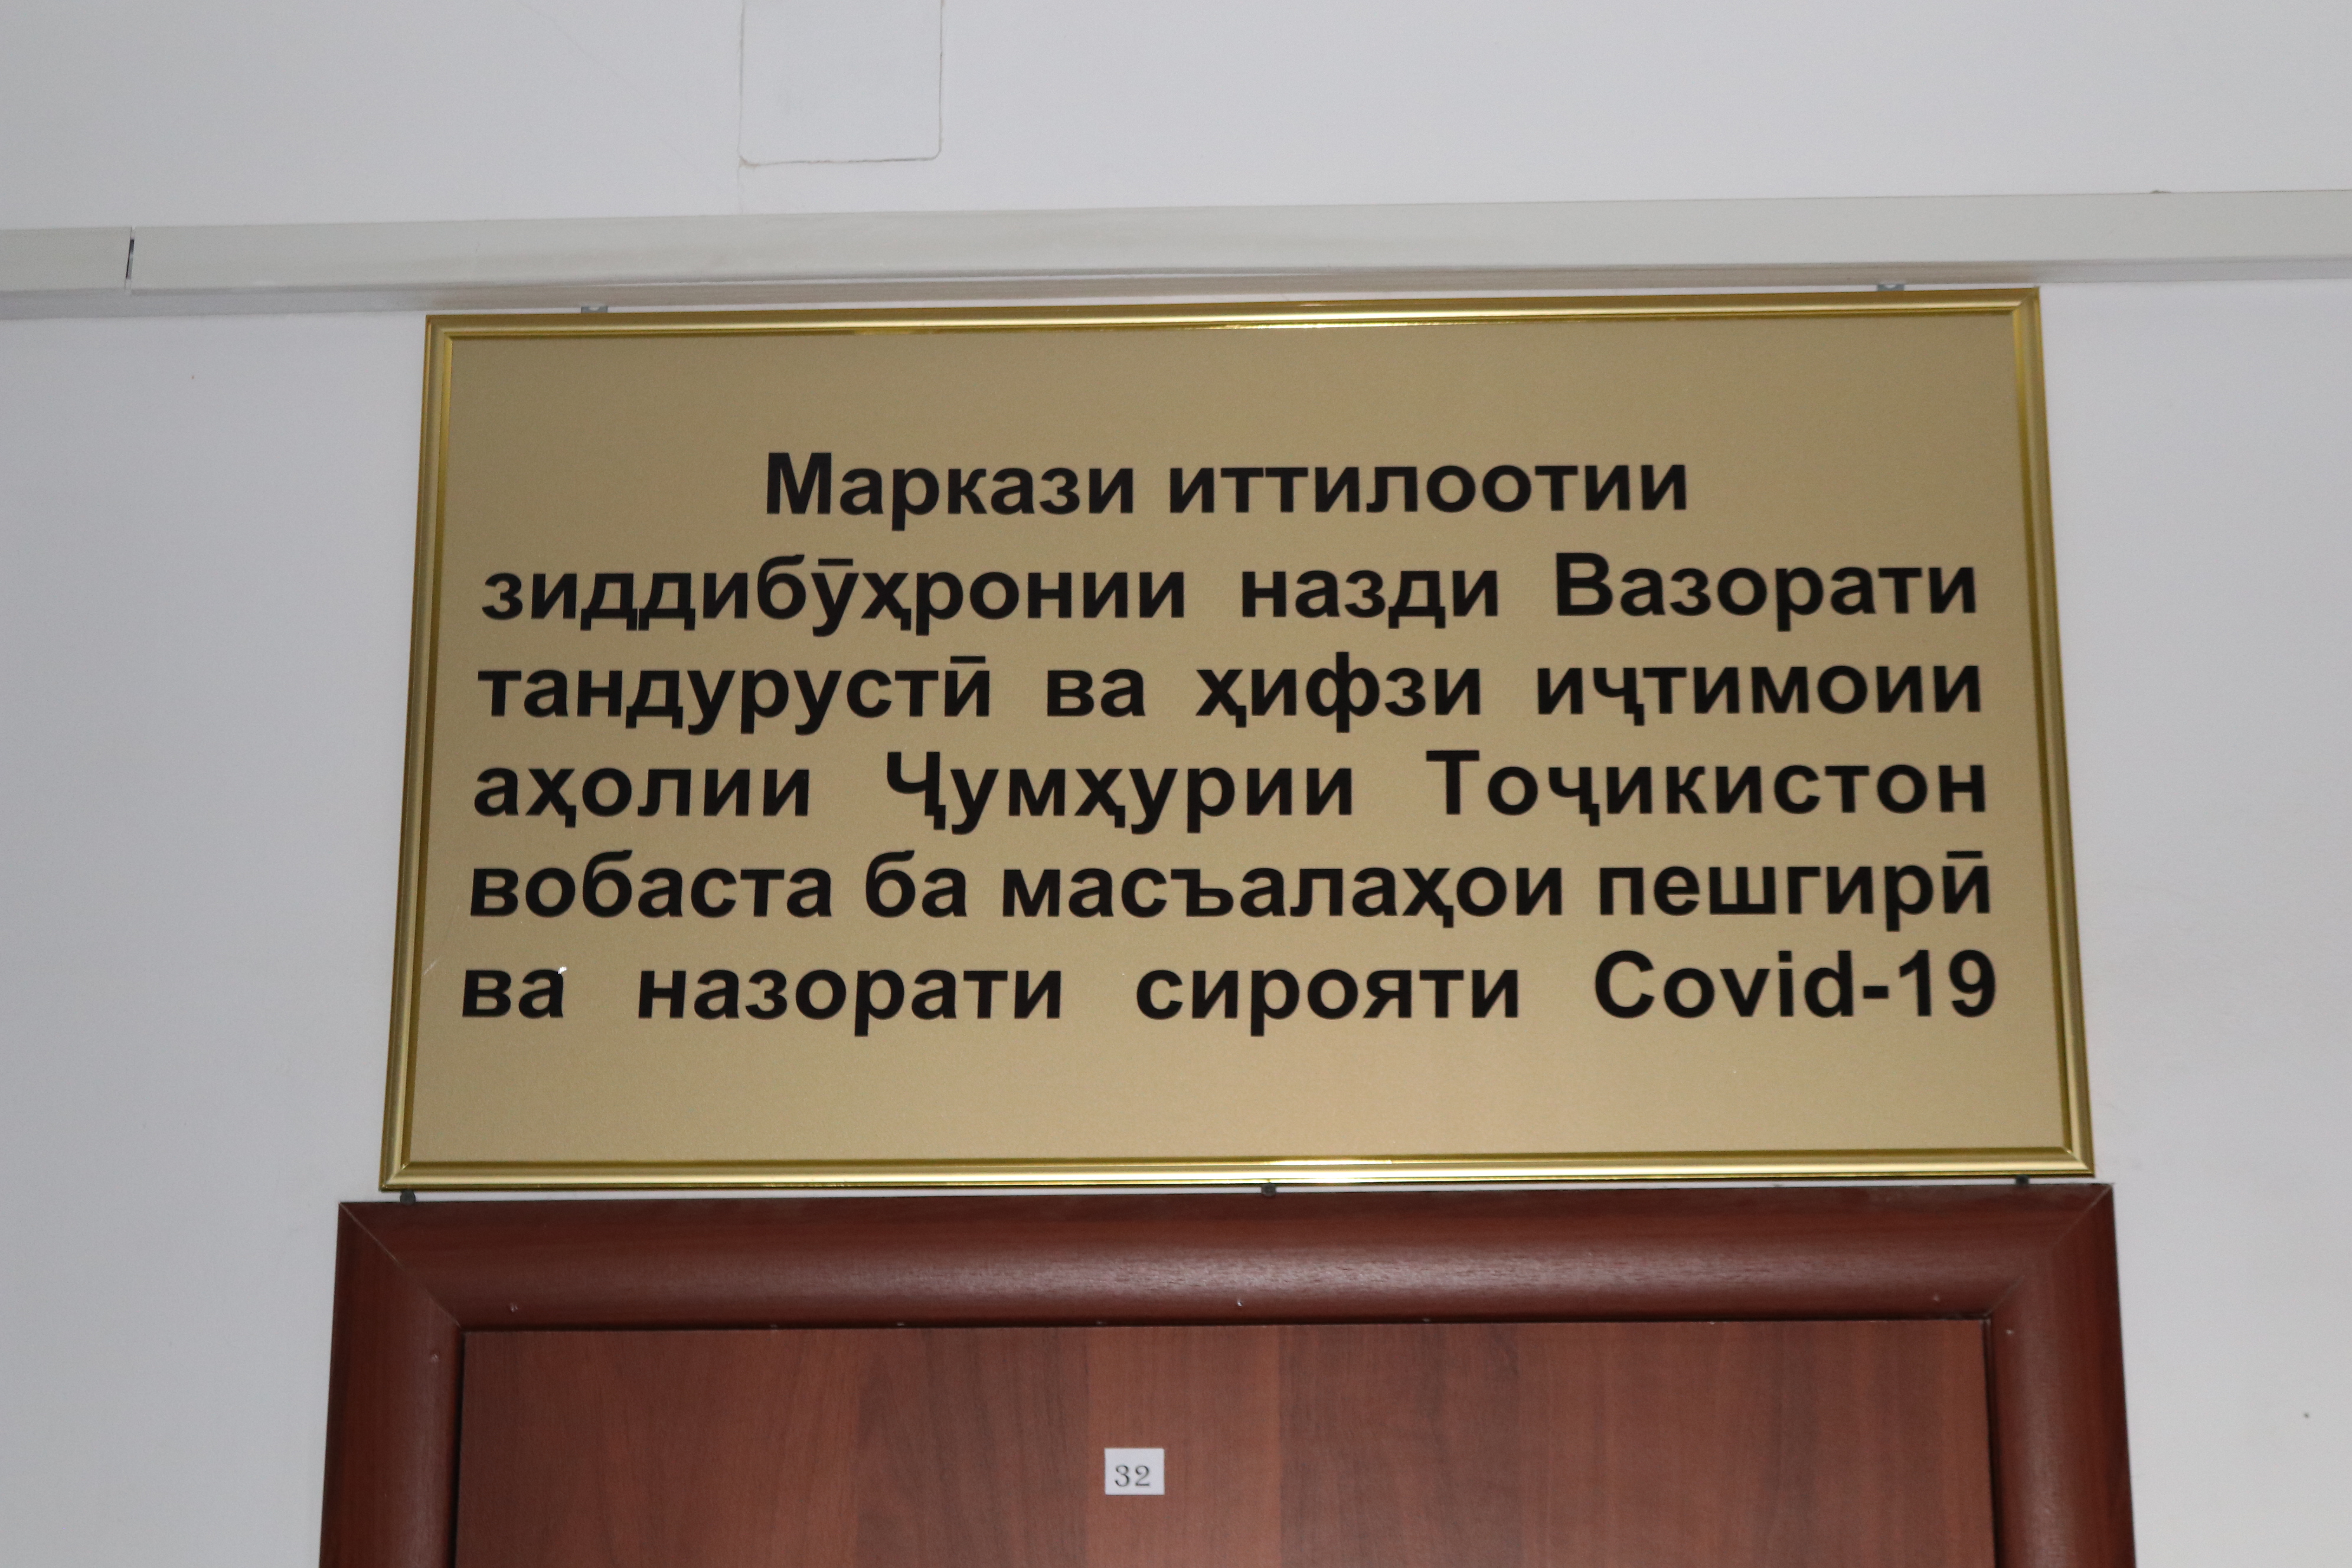 Маркази иттилоотии
зиддибӯҳронии назди Вазорати
тандурустӣ ва ҳифзи иҷтимоии
аҳолии Ҷумҳурии Тоҷикистон
вобаста ба масъалаҳои пешгирӣ
ва назорати сирояти Covid-19
32